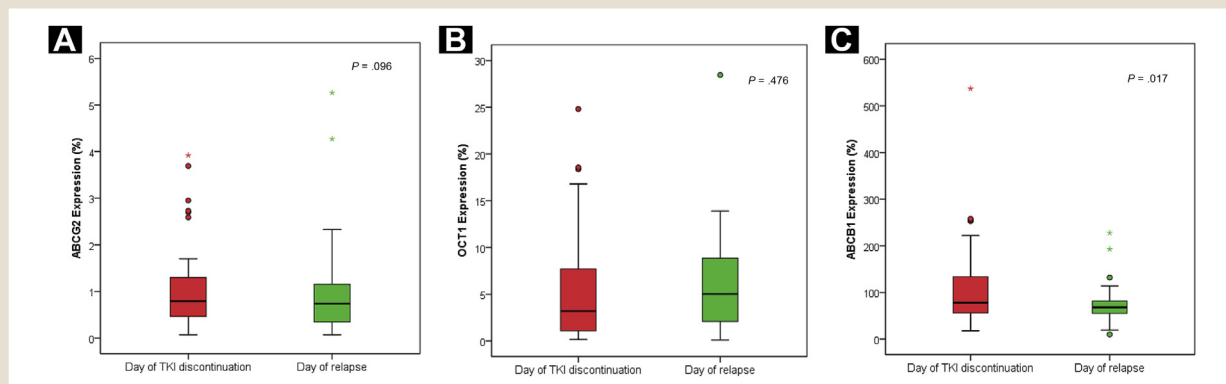 A
ABCG2 Expression (%)
6
5
4
3
2
1
0
P = .096
Day of TKI discontinuation
Day of relapse
B
OCT1 Expression (%)
30
25
20
15
10
5
0
P = .476
Day of TKI discontinuation
Day of relapse
C
ABCB1 Expression (%)
600
500
400
300
200
100
0
P = .017
Day of TKI discontinuation
Day of relapse